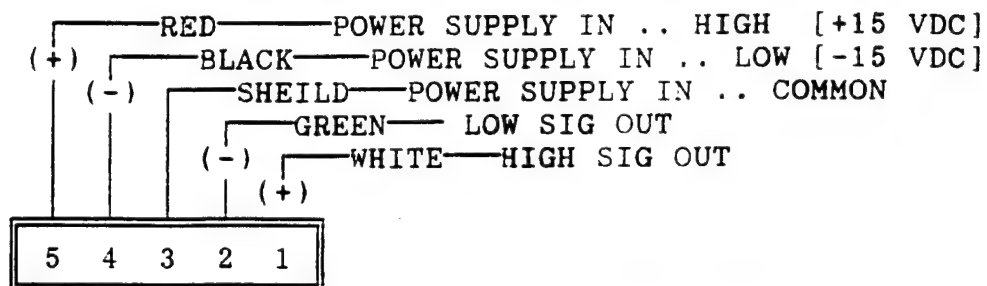 RED POWER SUPPLY IN .. HIGH [+15 VDC]
(+) BLACK POWER SUPPLY IN .. LOW [-15 VDC]
(-) SHEILD POWER SUPPLY IN .. COMMON
GREEN LOW SIG OUT
(-) WHITE HIGH SIG OUT
(+)
5 4 3 2 1